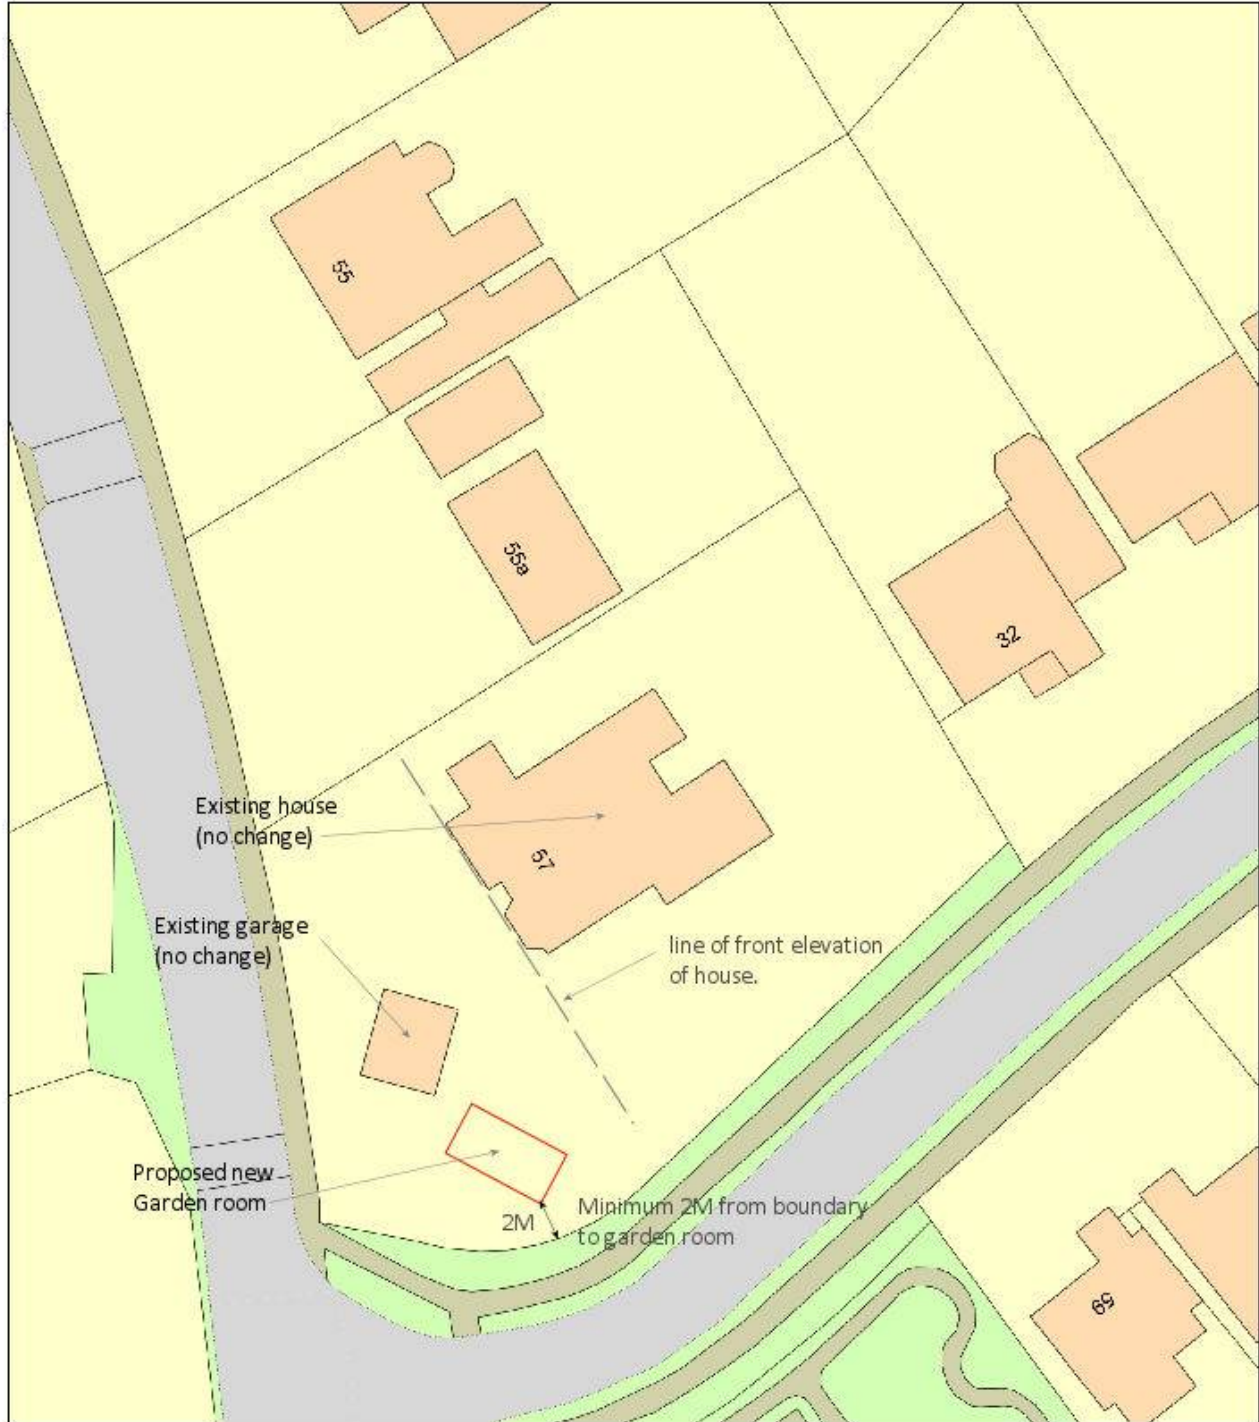 55
55a
32
Existing house
(no change)
57
Existing garage
(no change)
line of front elevation
of house.
Proposed new
Garden room
2M
Minimum 2M from boundary
to garden room
59